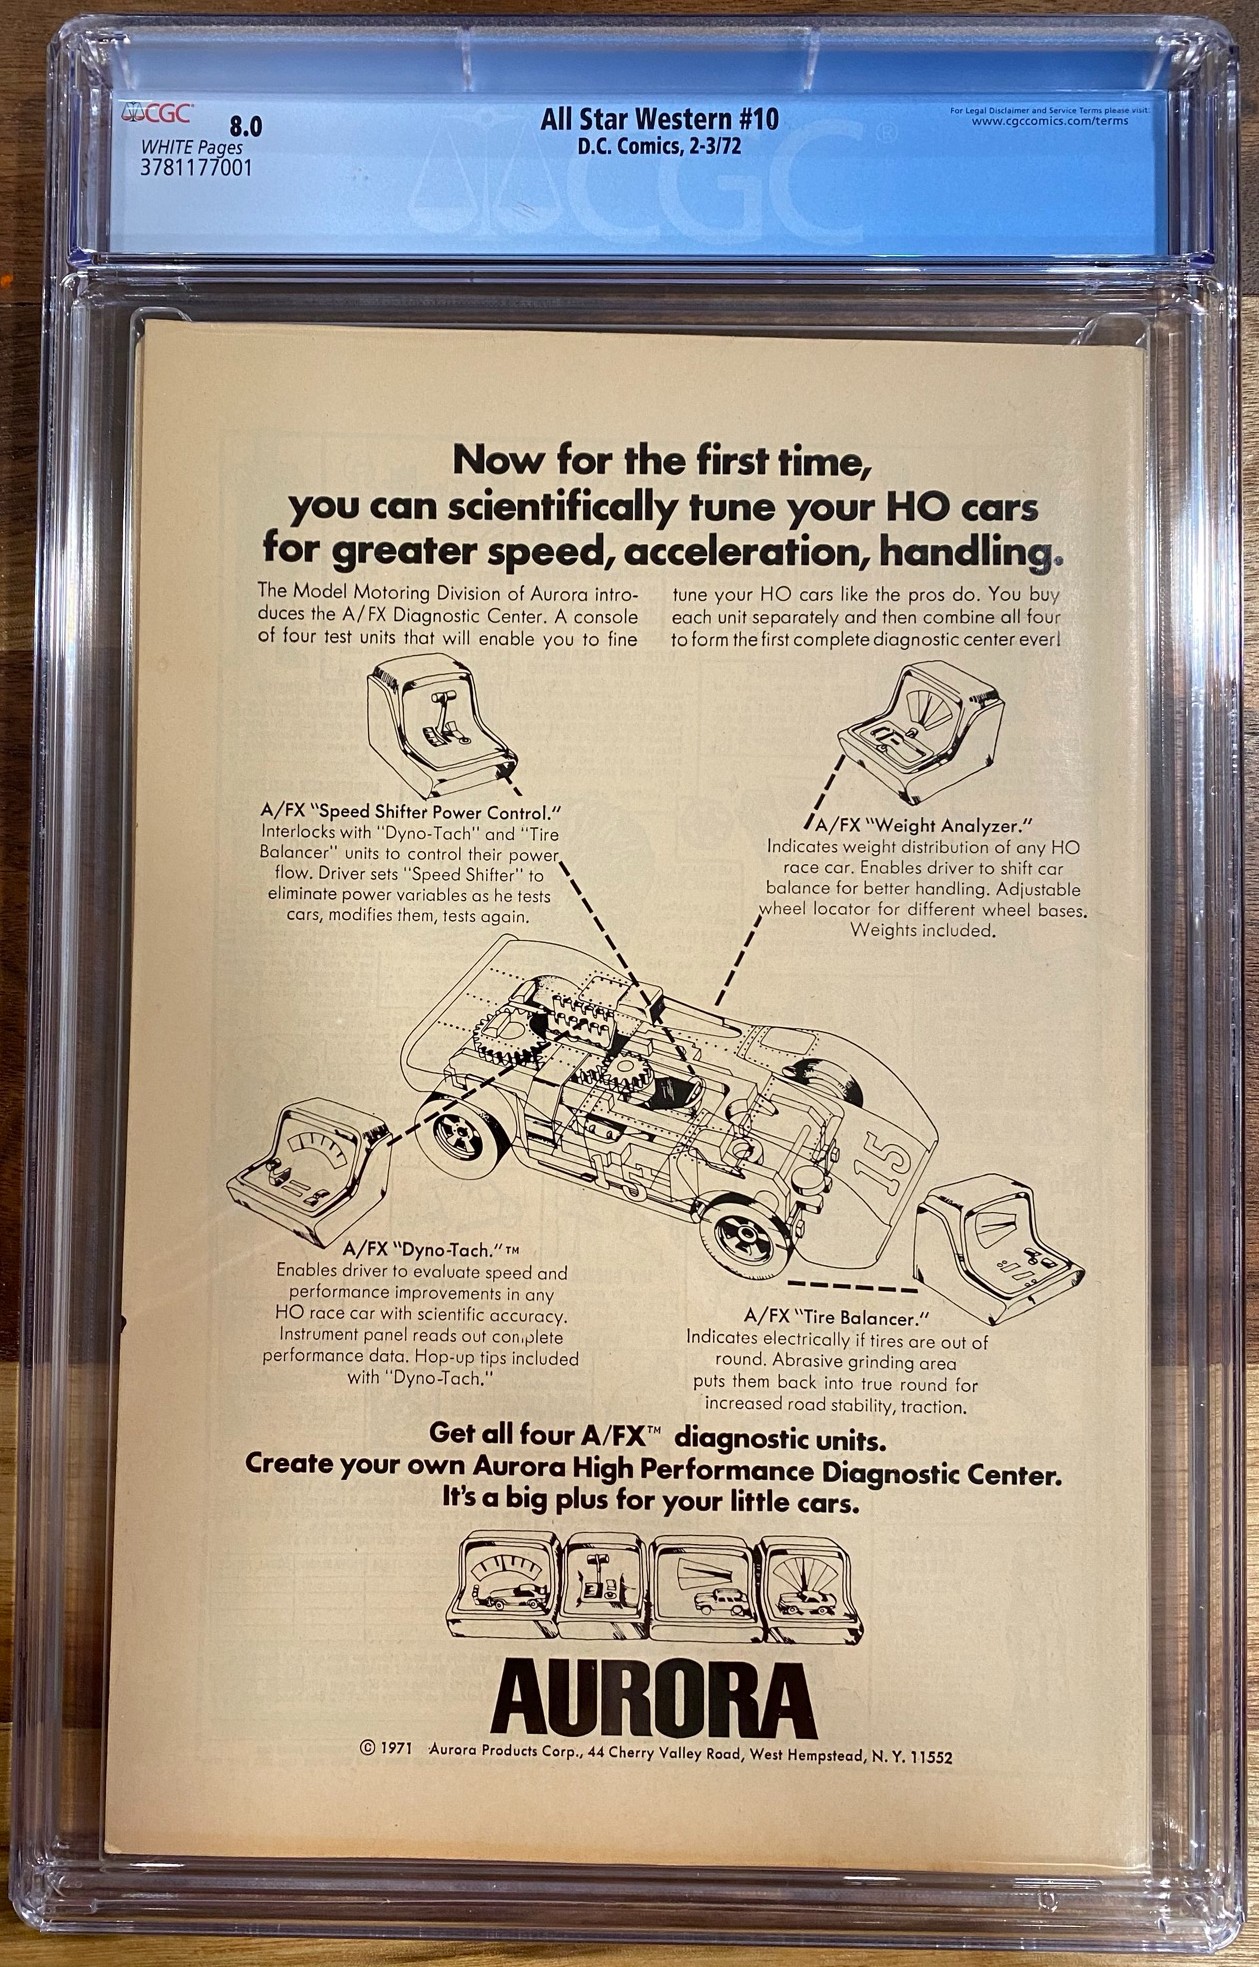 CGC
8.0
WHITE Pages
3781177001
All Star Western #10
D.C. Comics, 2-3/72
For Legal Disclaimer and Service Terms please visit:
www.cgccomics.com/terms
CGC®
Now for the first time,
you can scientifically tune your HO cars
for greater speed, acceleration, handling.
The Model Motoring Division of Aurora intro-
duces the A/FX Diagnostic Center. A console
of four test units that will enable you to fine
tune your HO cars like the pros do. You buy
each unit separately and then combine all four
to form the first complete diagnostic center ever!
A/FX "Speed Shifter Power Control."
Interlocks with "Dyno-Tach" and "Tire
Balancer" units to control their power
flow. Driver sets "Speed Shifter" to
eliminate power variables as he tests
cars, modifies them, tests again.
A/FX "Weight Analyzer."
Indicates weight distribution of any HO
race car. Enables driver to shift car
balance for better handling. Adjustable
wheel locator for different wheel bases.
Weights included.
15
15
A/FX "Dyno-Tach."™
Enables driver to evaluate speed and
performance improvements in any
HO race car with scientific accuracy.
Instrument panel reads out complete
performance data. Hop-up tips included
with "Dyno-Tach."
A/FX "Tire Balancer."
Indicates electrically if tires are out of
round. Abrasive grinding area
puts them back into true round for
increased road stability, traction.
Get all four A/FX™ diagnostic units.
Create your own Aurora High Performance Diagnostic Center.
It's a big plus for your little cars.
AURORA
© 1971 Aurora Products Corp., 44 Cherry Valley Road, West Hempstead, N. Y. 11552